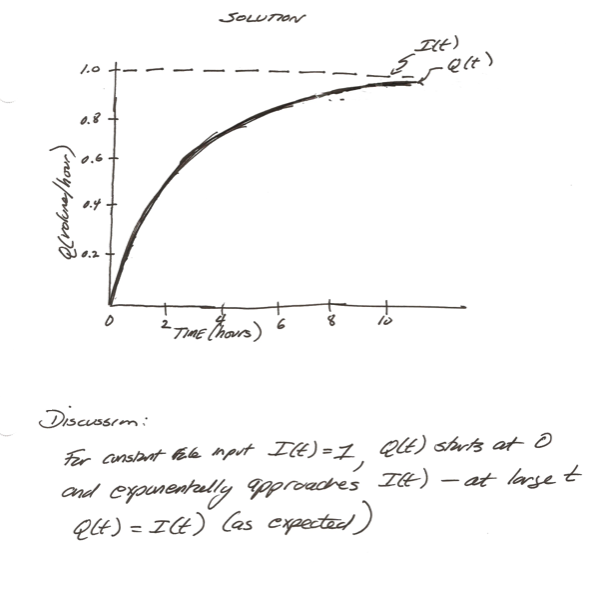 SOLUTION
I(t)
Q(t)
1.0
0.8
0.6
0.4
0.2
Q(volume/hour)
0 2 4 6 8 10
TIME (hours)
Discussion:
For constant rate input I(t)=1, Q(t) starts at 0
and exponentially approaches I(t) — at large t
Q(t) = I(t) (as expected)